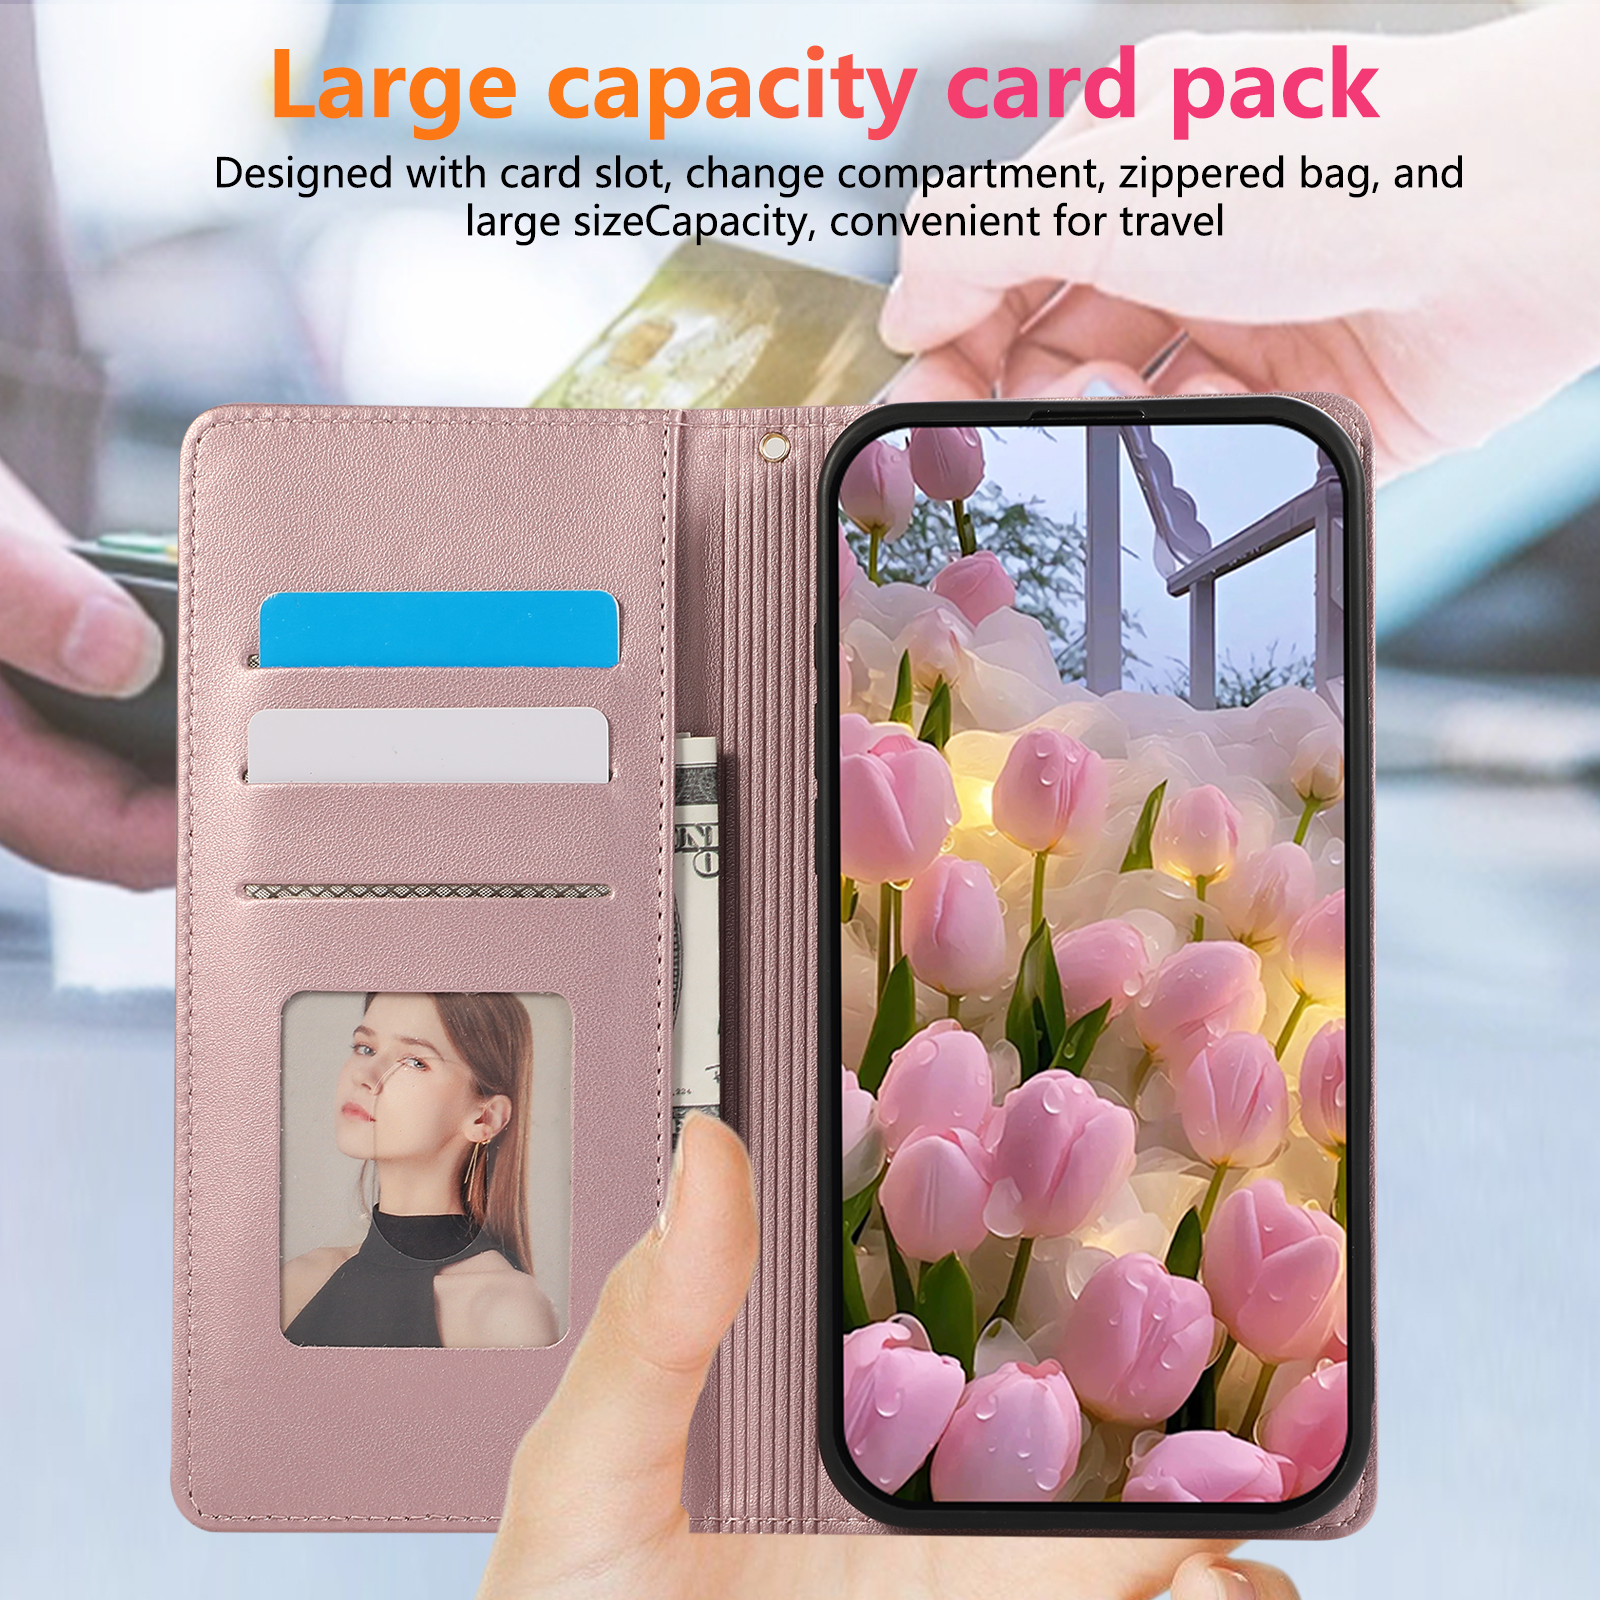 Large capacity card pack
Designed with card slot, change compartment, zippered bag, and
large sizeCapacity, convenient for travel